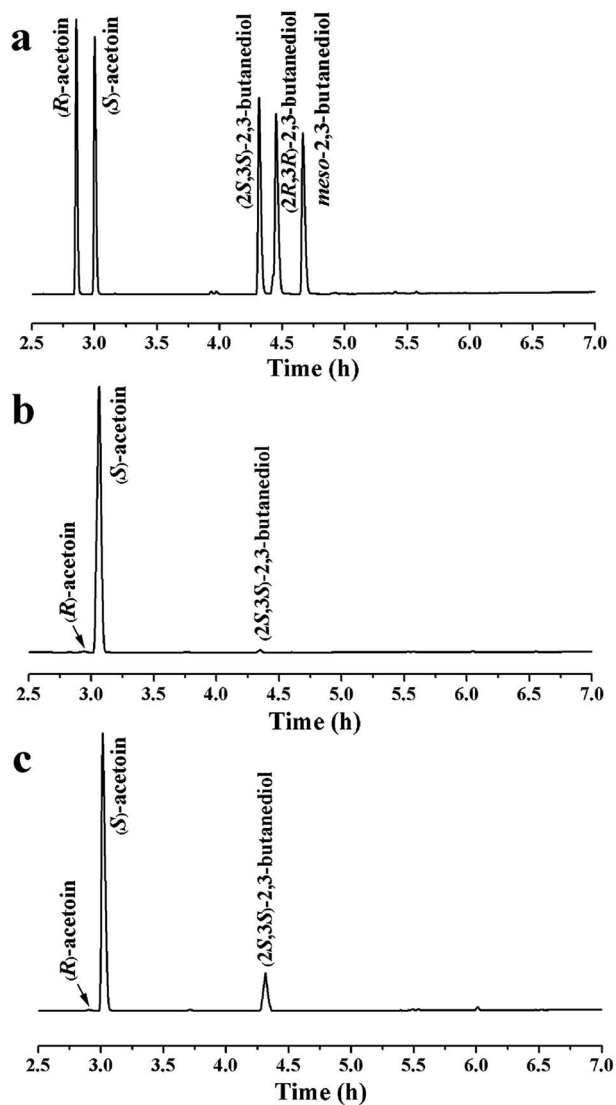 a
(R)-acetoin
(S)-acetoin
(2S,3S)-2,3-butanediol
(2R,3R)-2,3-butanediol
meso-2,3-butanediol
2.5 3.0 3.5 4.0 4.5 5.0 5.5 6.0 6.5 7.0
Time (h)
b
(R)-acetoin
(S)-acetoin
(2S,3S)-2,3-butanediol
2.5 3.0 3.5 4.0 4.5 5.0 5.5 6.0 6.5 7.0
Time (h)
c
(R)-acetoin
(S)-acetoin
(2S,3S)-2,3-butanediol
2.5 3.0 3.5 4.0 4.5 5.0 5.5 6.0 6.5 7.0
Time (h)